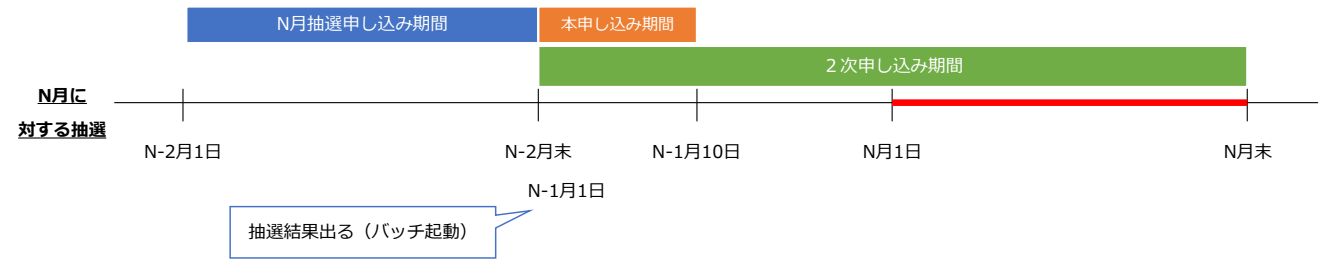 N月抽選申し込み期間
本申し込み期間
２次申し込み期間
N月に
対する抽選
N-2月1日
N-2月末
N-1月10日
N月1日
N月末
N-1月1日
抽選結果出る（バッチ起動）